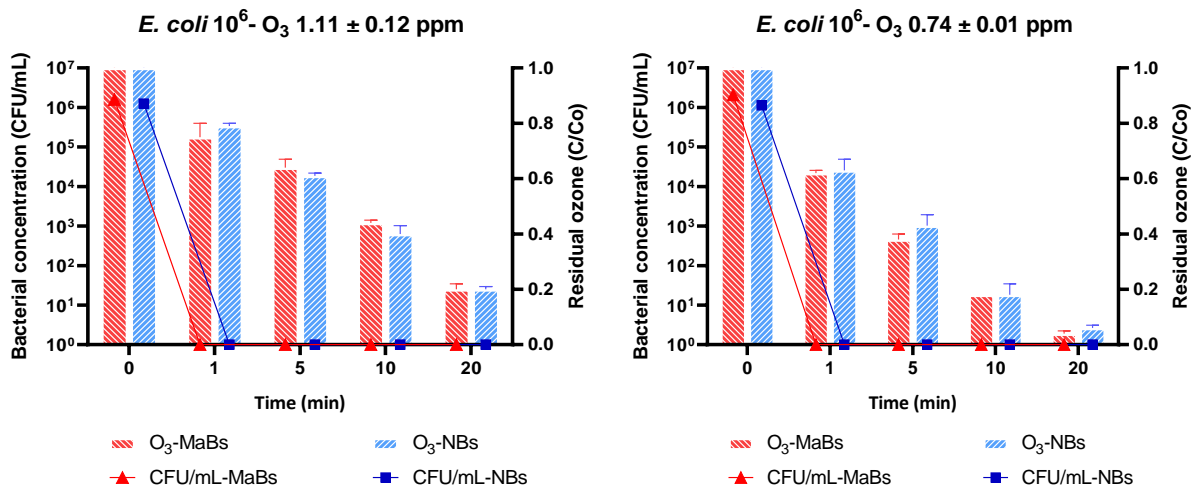 E. coli 10⁶- O₃ 1.11 ± 0.12 ppm
Bacterial concentration (CFU/mL)
10⁷
10⁶
10⁵
10⁴
10³
10²
10¹
10⁰
1.0
0.8
0.6
0.4
0.2
0.0
Residual ozone (C/Co)
0 1 5 10 20
Time (min)
O₃-MaBs O₃-NBs
CFU/mL-MaBs CFU/mL-NBs
E. coli 10⁶- O₃ 0.74 ± 0.01 ppm
Bacterial concentration (CFU/mL)
10⁷
10⁶
10⁵
10⁴
10³
10²
10¹
10⁰
1.0
0.8
0.6
0.4
0.2
0.0
Residual ozone (C/Co)
0 1 5 10 20
Time (min)
O₃-MaBs O₃-NBs
CFU/mL-MaBs CFU/mL-NBs